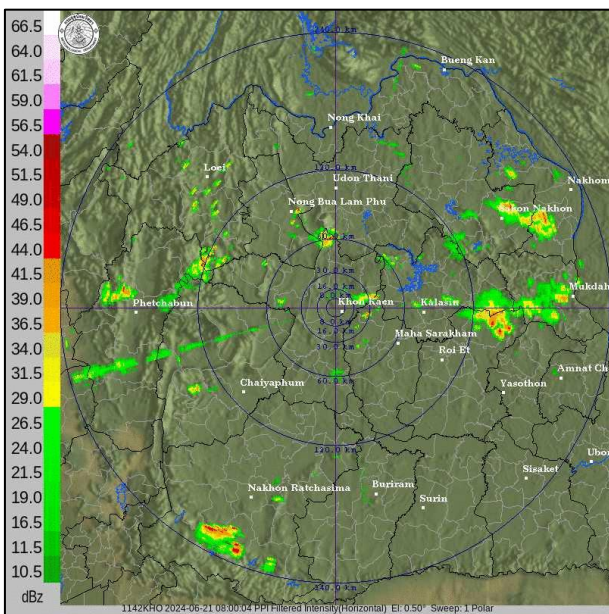 66.5
64.0
61.5
59.0
56.5
54.0
51.5
49.0
46.5
44.0
41.5
39.0
36.5
34.0
31.5
29.0
26.5
24.0
21.5
19.0
16.5
11.5
10.5
dBz
Bueng Kan
Nong Khai
Loei
Udon Thani
Nakhom
Nong Bua Lam Phu
Mukdah
Phetchabun
Khon Kaen
Kalasin
Maha Sarakham
Roi-Et
Amnat Ch
Chaiyaphum
Yasothon
120.0 km
Ubon
Sisaket
Nakhon Ratchasima
Buriram
Surin
1142KHO 2024-06-21 08:00:04 PPI Filtered Intensity(Horizontal) El: 0.50° Sweep: 1 Polar